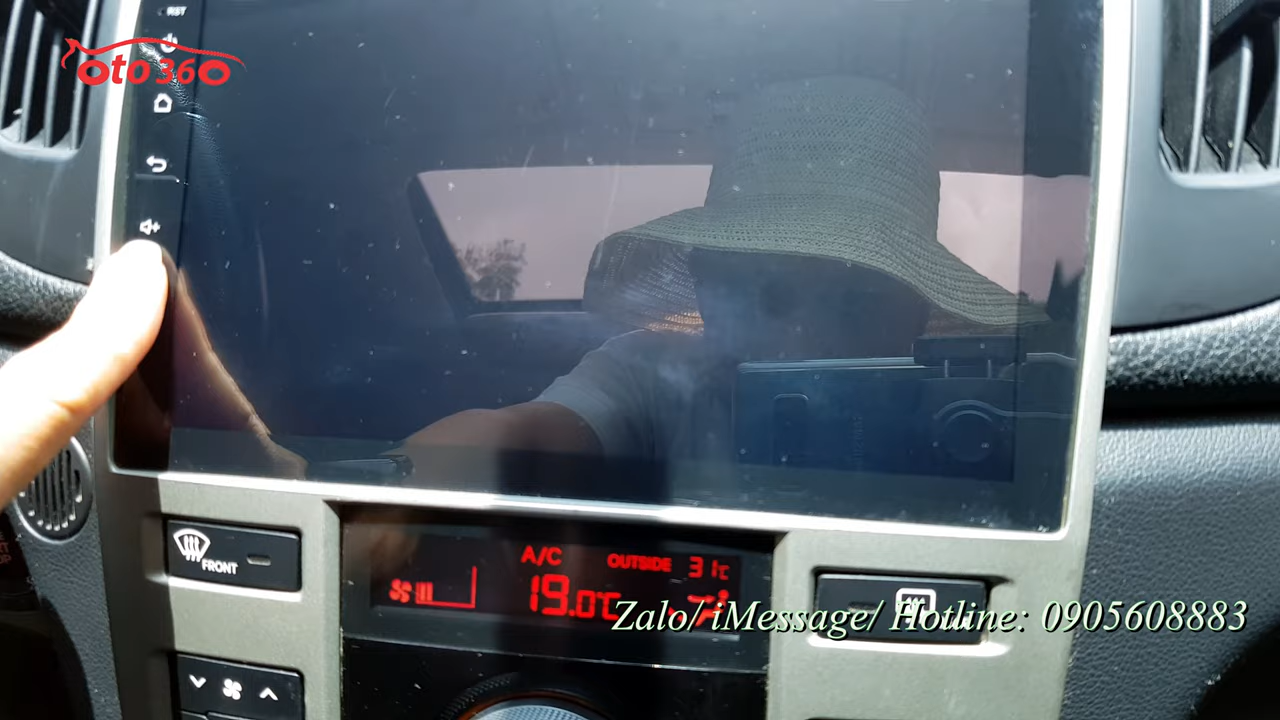 RST
oto360
FRONT
A/C
OUTSIDE 31℃
19.0℃
Zalo/ iMessage/ Hotline: 0905608883